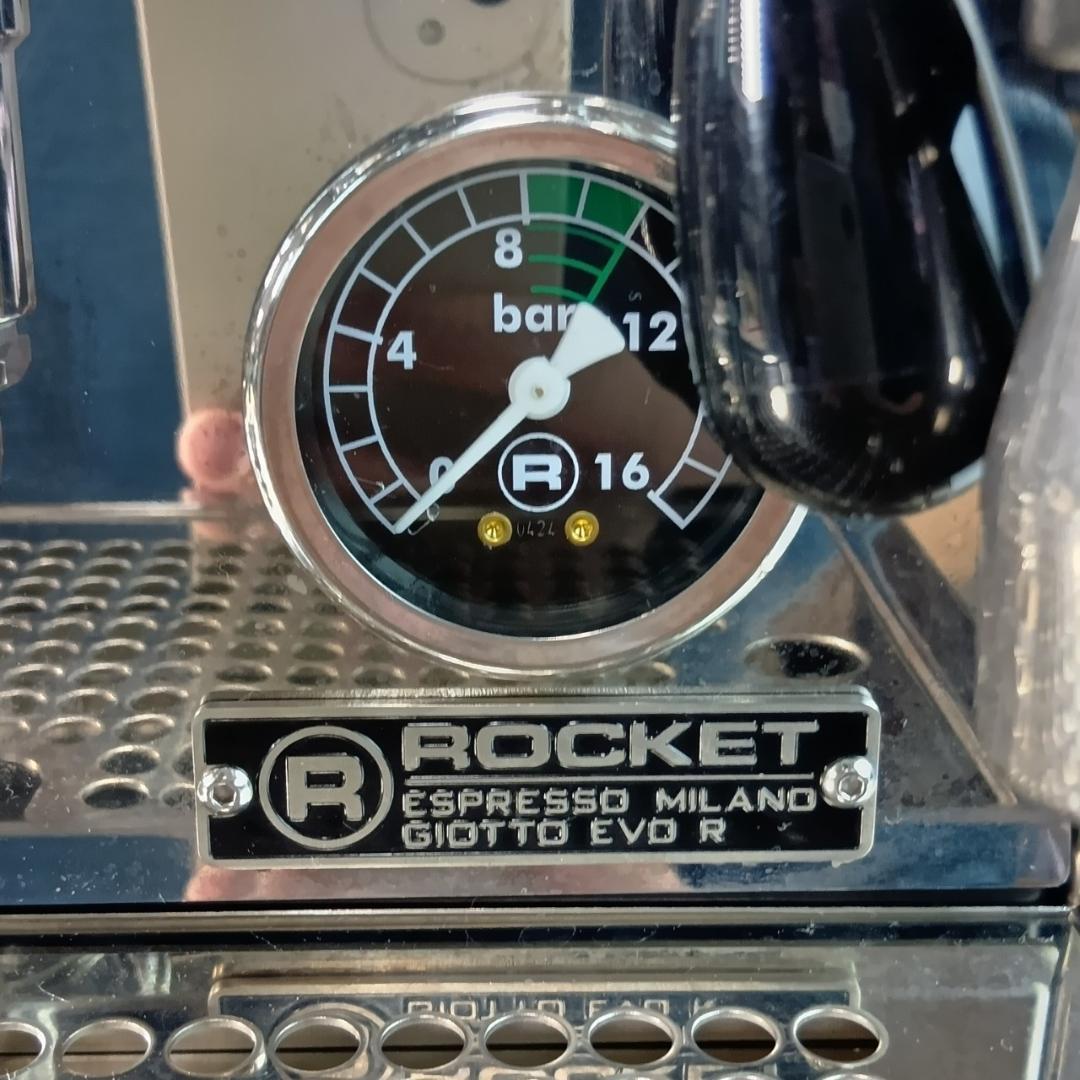 8
bar
4
12
0
R
16
0424
R
ROCKET
ESPRESSO MILANO
GIOTTO EVO R